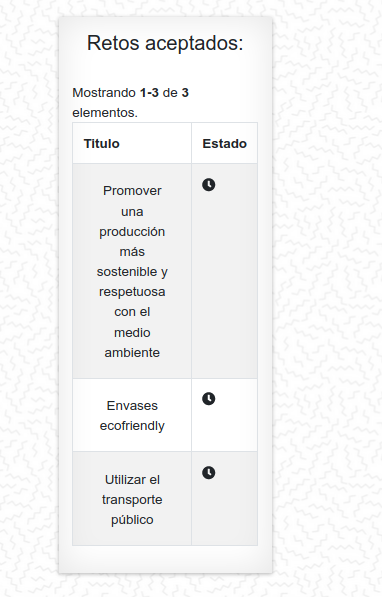 Retos aceptados:
Mostrando 1-3 de 3
elementos.
Titulo Estado
Promover
una
producción
más
sostenible y
respetuosa
con el
medio
ambiente
Envases
ecofriendly
Utilizar el
transporte
público